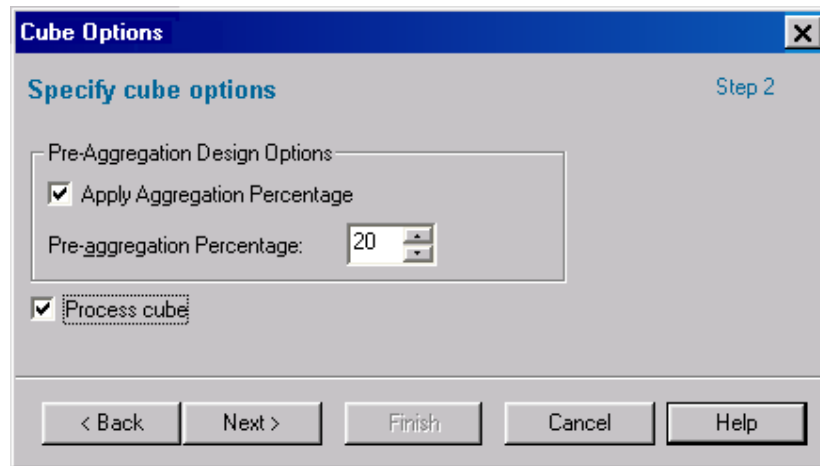 Cube Options
Specify cube options
Step 2
Pre-Aggregation Design Options
Apply Aggregation Percentage
Pre-aggregation Percentage: 20
Process cube
< Back Next > Finish Cancel Help